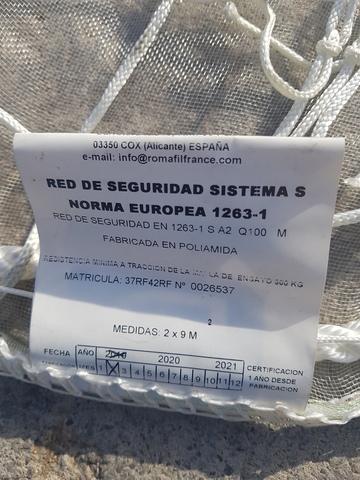 03350 COX (Alicante) ESPAÑA
e-mail: info@romafilfrance.com
RED DE SEGURIDAD SISTEMA S
NORMA EUROPEA 1263-1
RED DE SEGURIDAD EN 1263-1 S A2 Q100 M
FABRICADA EN POLIAMIDA
RESISTENCIA MINIMA A TRACCION DE LA MALLA DE ENSAYO
KG
MATRICULA: 37RF42RF Nº 0026537
2
MEDIDAS: 2 x 9 M
FECHA AÑO 2020 2021 CERTIFICACION
MES 1 3 4 5 6 7 8 9 10 11 12 1 AÑO DESDE
FABRICACION